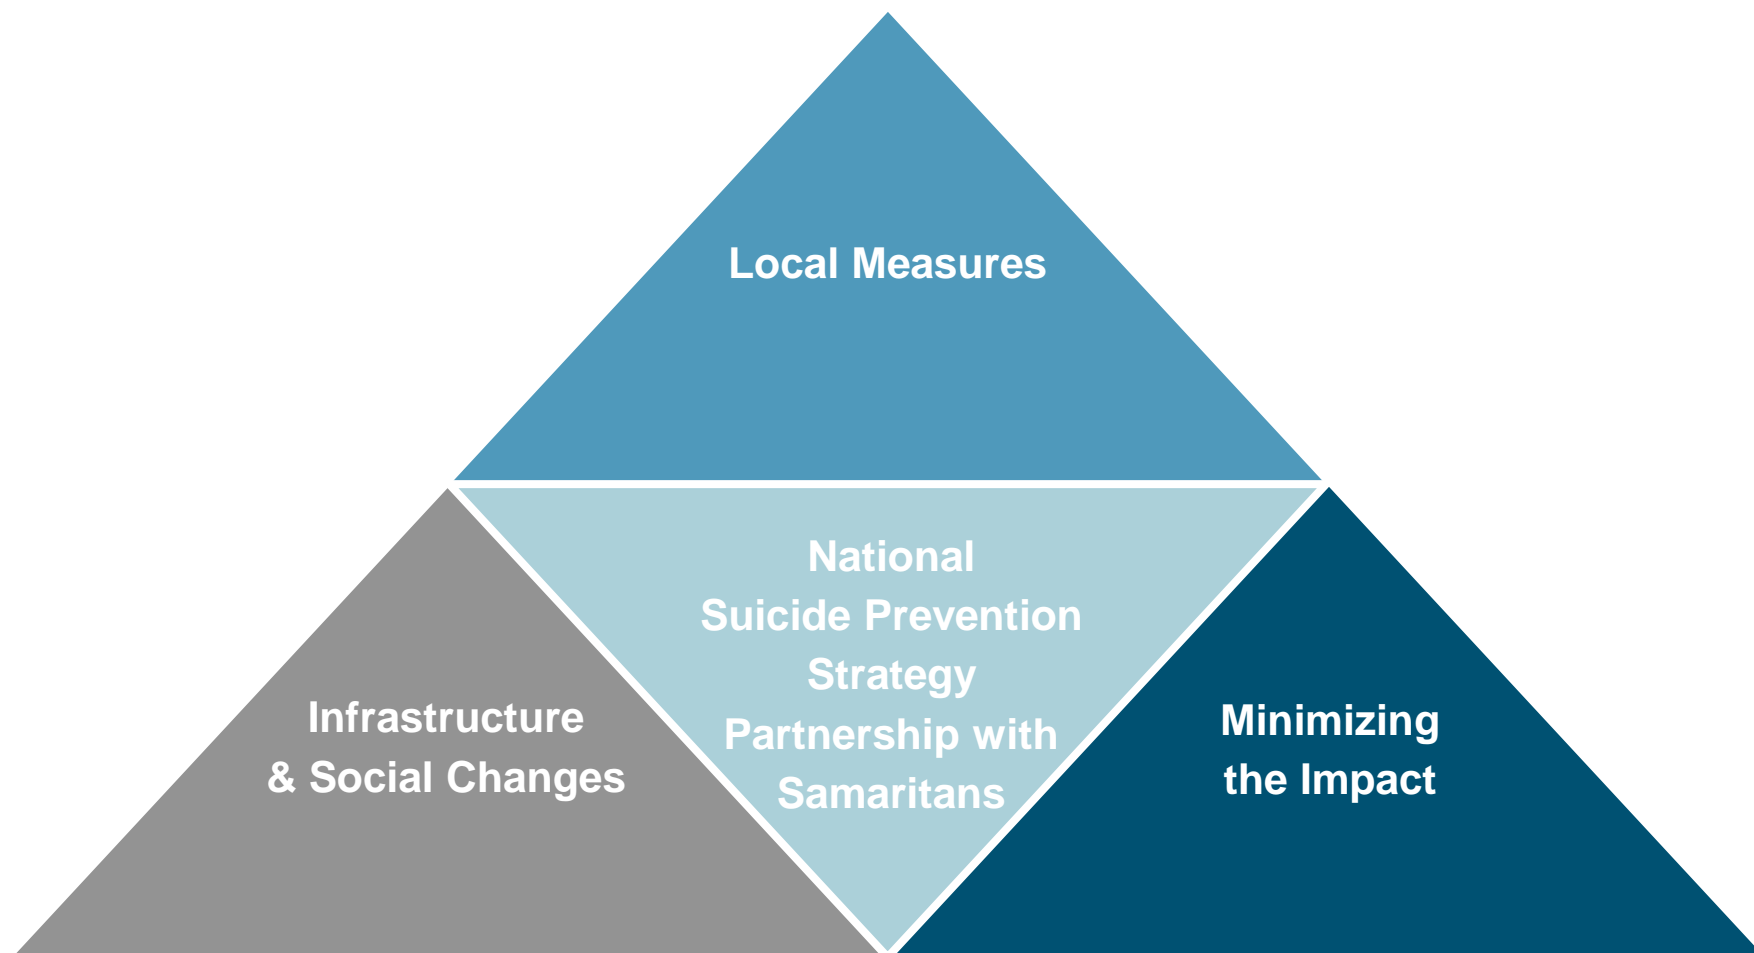 Local Measures
National
Suicide Prevention
Strategy
Partnership with
Samaritans
Infrastructure
& Social Changes
Minimizing
the Impact